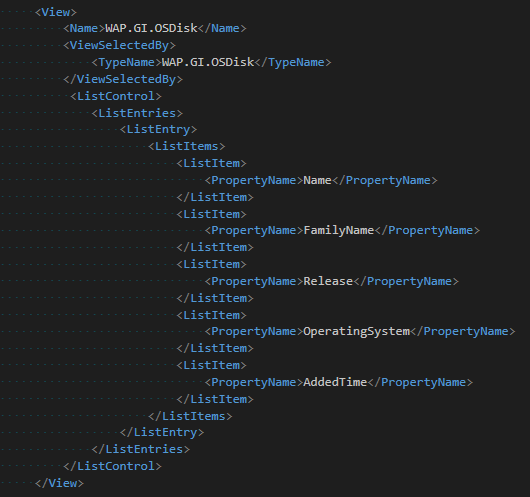 <View>
<Name>WAP.GI.OSDisk</Name>
<ViewSelectedBy>
<TypeName>WAP.GI.OSDisk</TypeName>
</ViewSelectedBy>
<ListControl>
<ListEntries>
<ListEntry>
<ListItems>
<ListItem>
<PropertyName>Name</PropertyName>
</ListItem>
<ListItem>
<PropertyName>FamilyName</PropertyName>
</ListItem>
<ListItem>
<PropertyName>Release</PropertyName>
</ListItem>
<ListItem>
<PropertyName>OperatingSystem</PropertyName>
</ListItem>
<ListItem>
<PropertyName>AddedTime</PropertyName>
</ListItem>
</ListItems>
</ListEntry>
</ListEntries>
</ListControl>
</View>